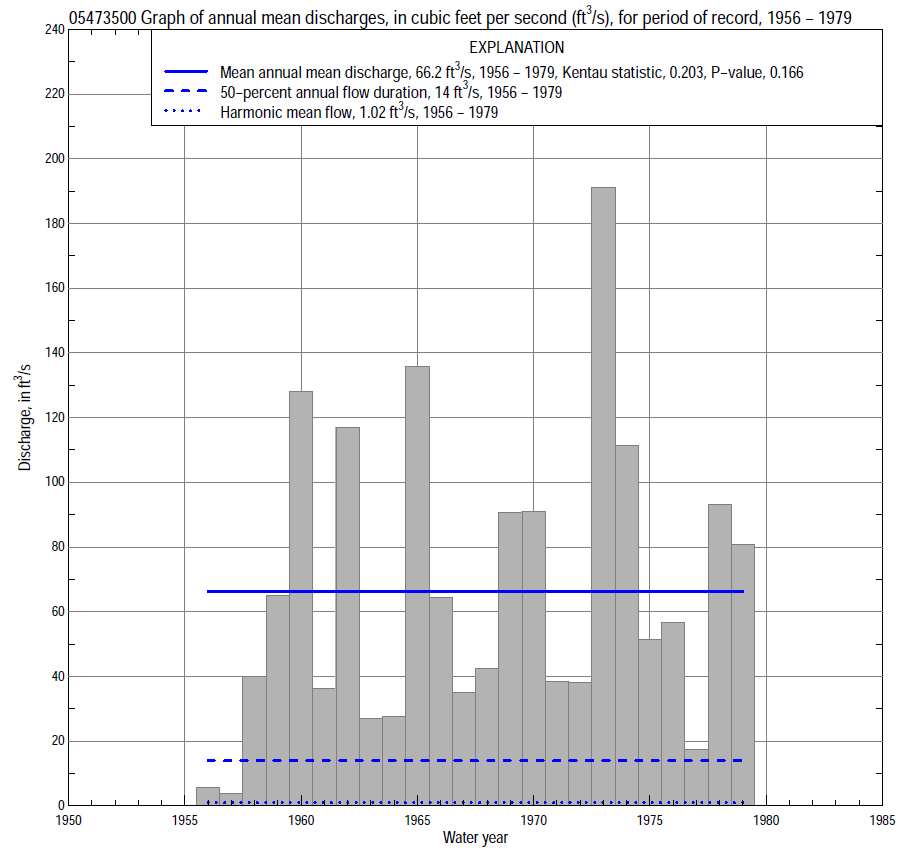 05473500 Graph of annual mean discharges, in cubic feet per second (ft³/s), for period of record, 1956 – 1979
EXPLANATION
Mean annual mean discharge, 66.2 ft³/s, 1956 – 1979, Kentau statistic, 0.203, P–value, 0.166
50–percent annual flow duration, 14 ft³/s, 1956 – 1979
Harmonic mean flow, 1.02 ft³/s, 1956 – 1979
Discharge, in ft³/s
240
220
200
180
160
140
120
100
80
60
40
20
0
1950 1955 1960 1965 1970 1975 1980 1985
Water year